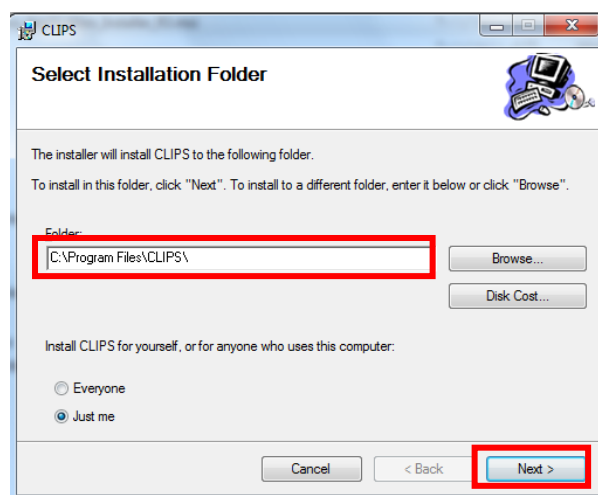 CLIPS
Select Installation Folder
The installer will install CLIPS to the following folder.
To install in this folder, click "Next". To install to a different folder, enter it below or click "Browse".
Folder:
C:\Program Files\CLIPS\
Browse...
Disk Cost...
Install CLIPS for yourself, or for anyone who uses this computer:
Everyone
Just me
Cancel
< Back
Next >